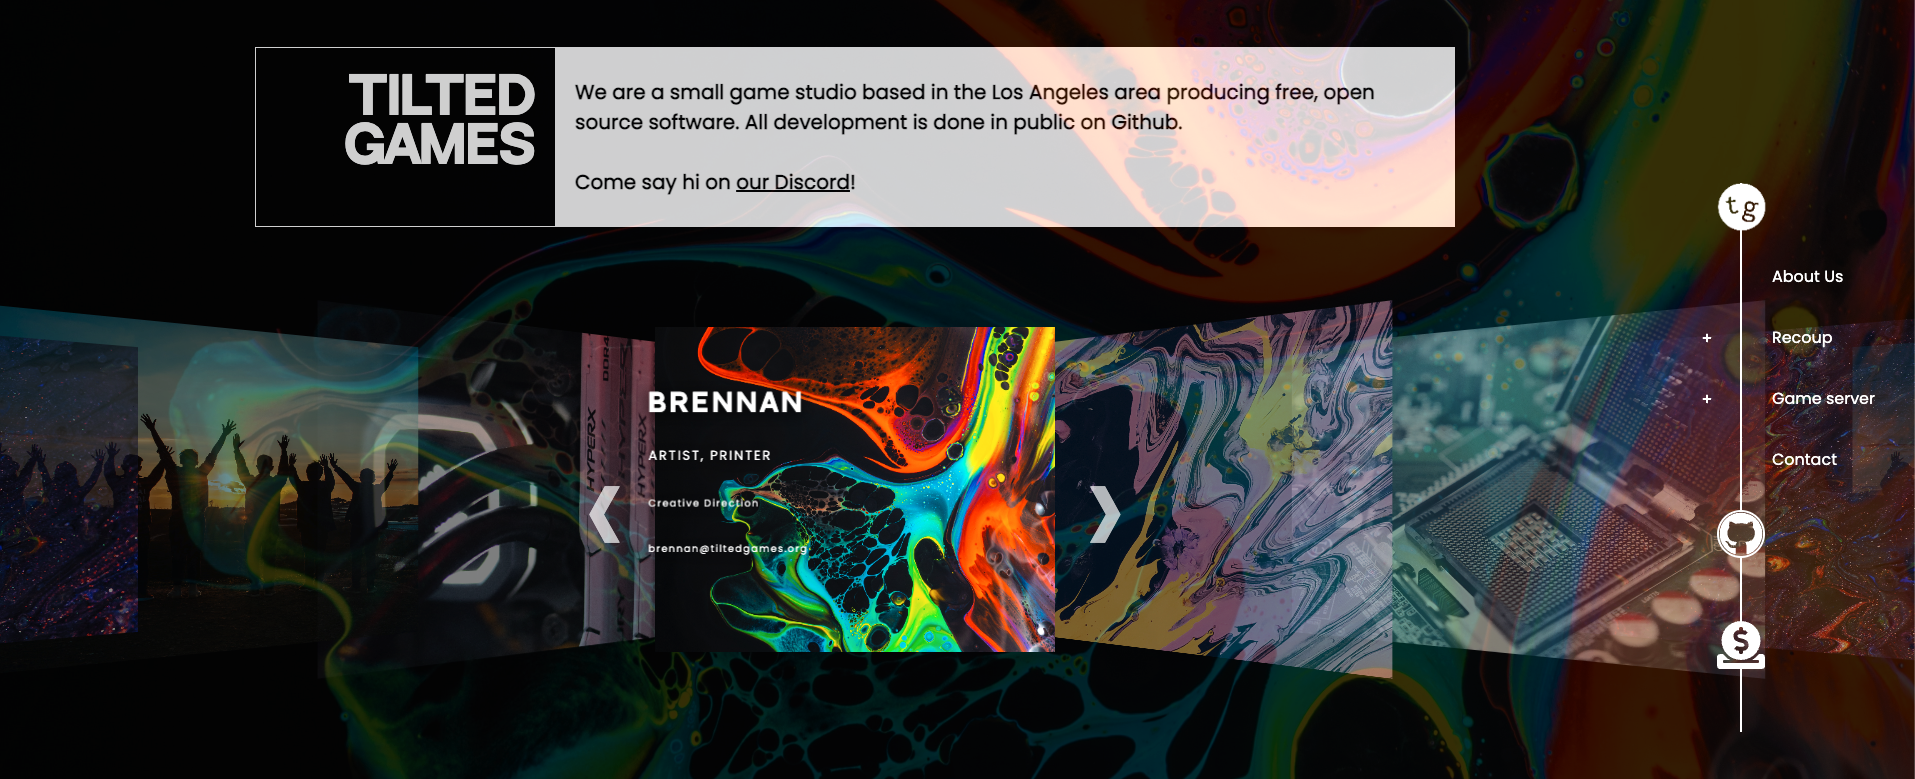 TILTED
GAMES
We are a small game studio based in the Los Angeles area producing free, open
source software. All development is done in public on Github.
Come say hi on our Discord!
tg
About Us
+ Recoup
+ Game server
Contact
DDR4
HYPERX
HYPERX
BRENNAN
ARTIST, PRINTER
Creative Direction
brennan@tiltedgames.org
$